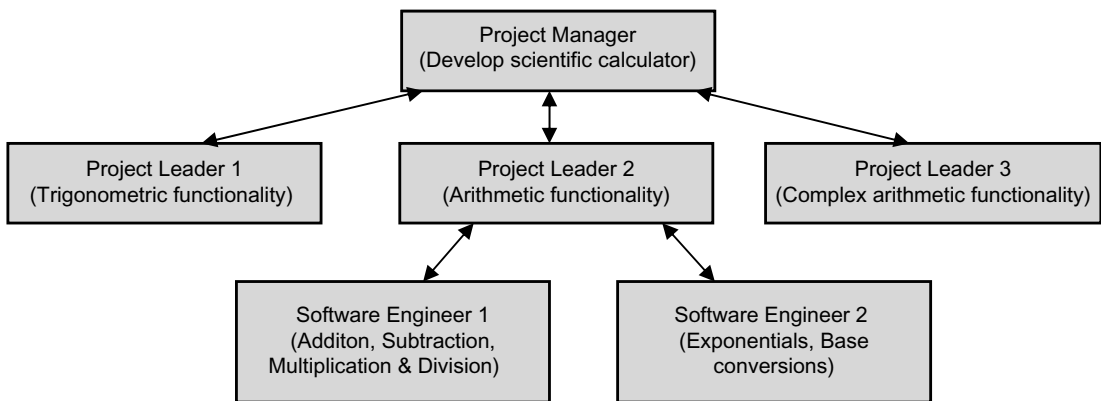 Project Manager
(Develop scientific calculator)
Project Leader 1
(Trigonometric functionality)
Project Leader 2
(Arithmetic functionality)
Project Leader 3
(Complex arithmetic functionality)
Software Engineer 1
(Additon, Subtraction,
Multiplication & Division)
Software Engineer 2
(Exponentials, Base
conversions)